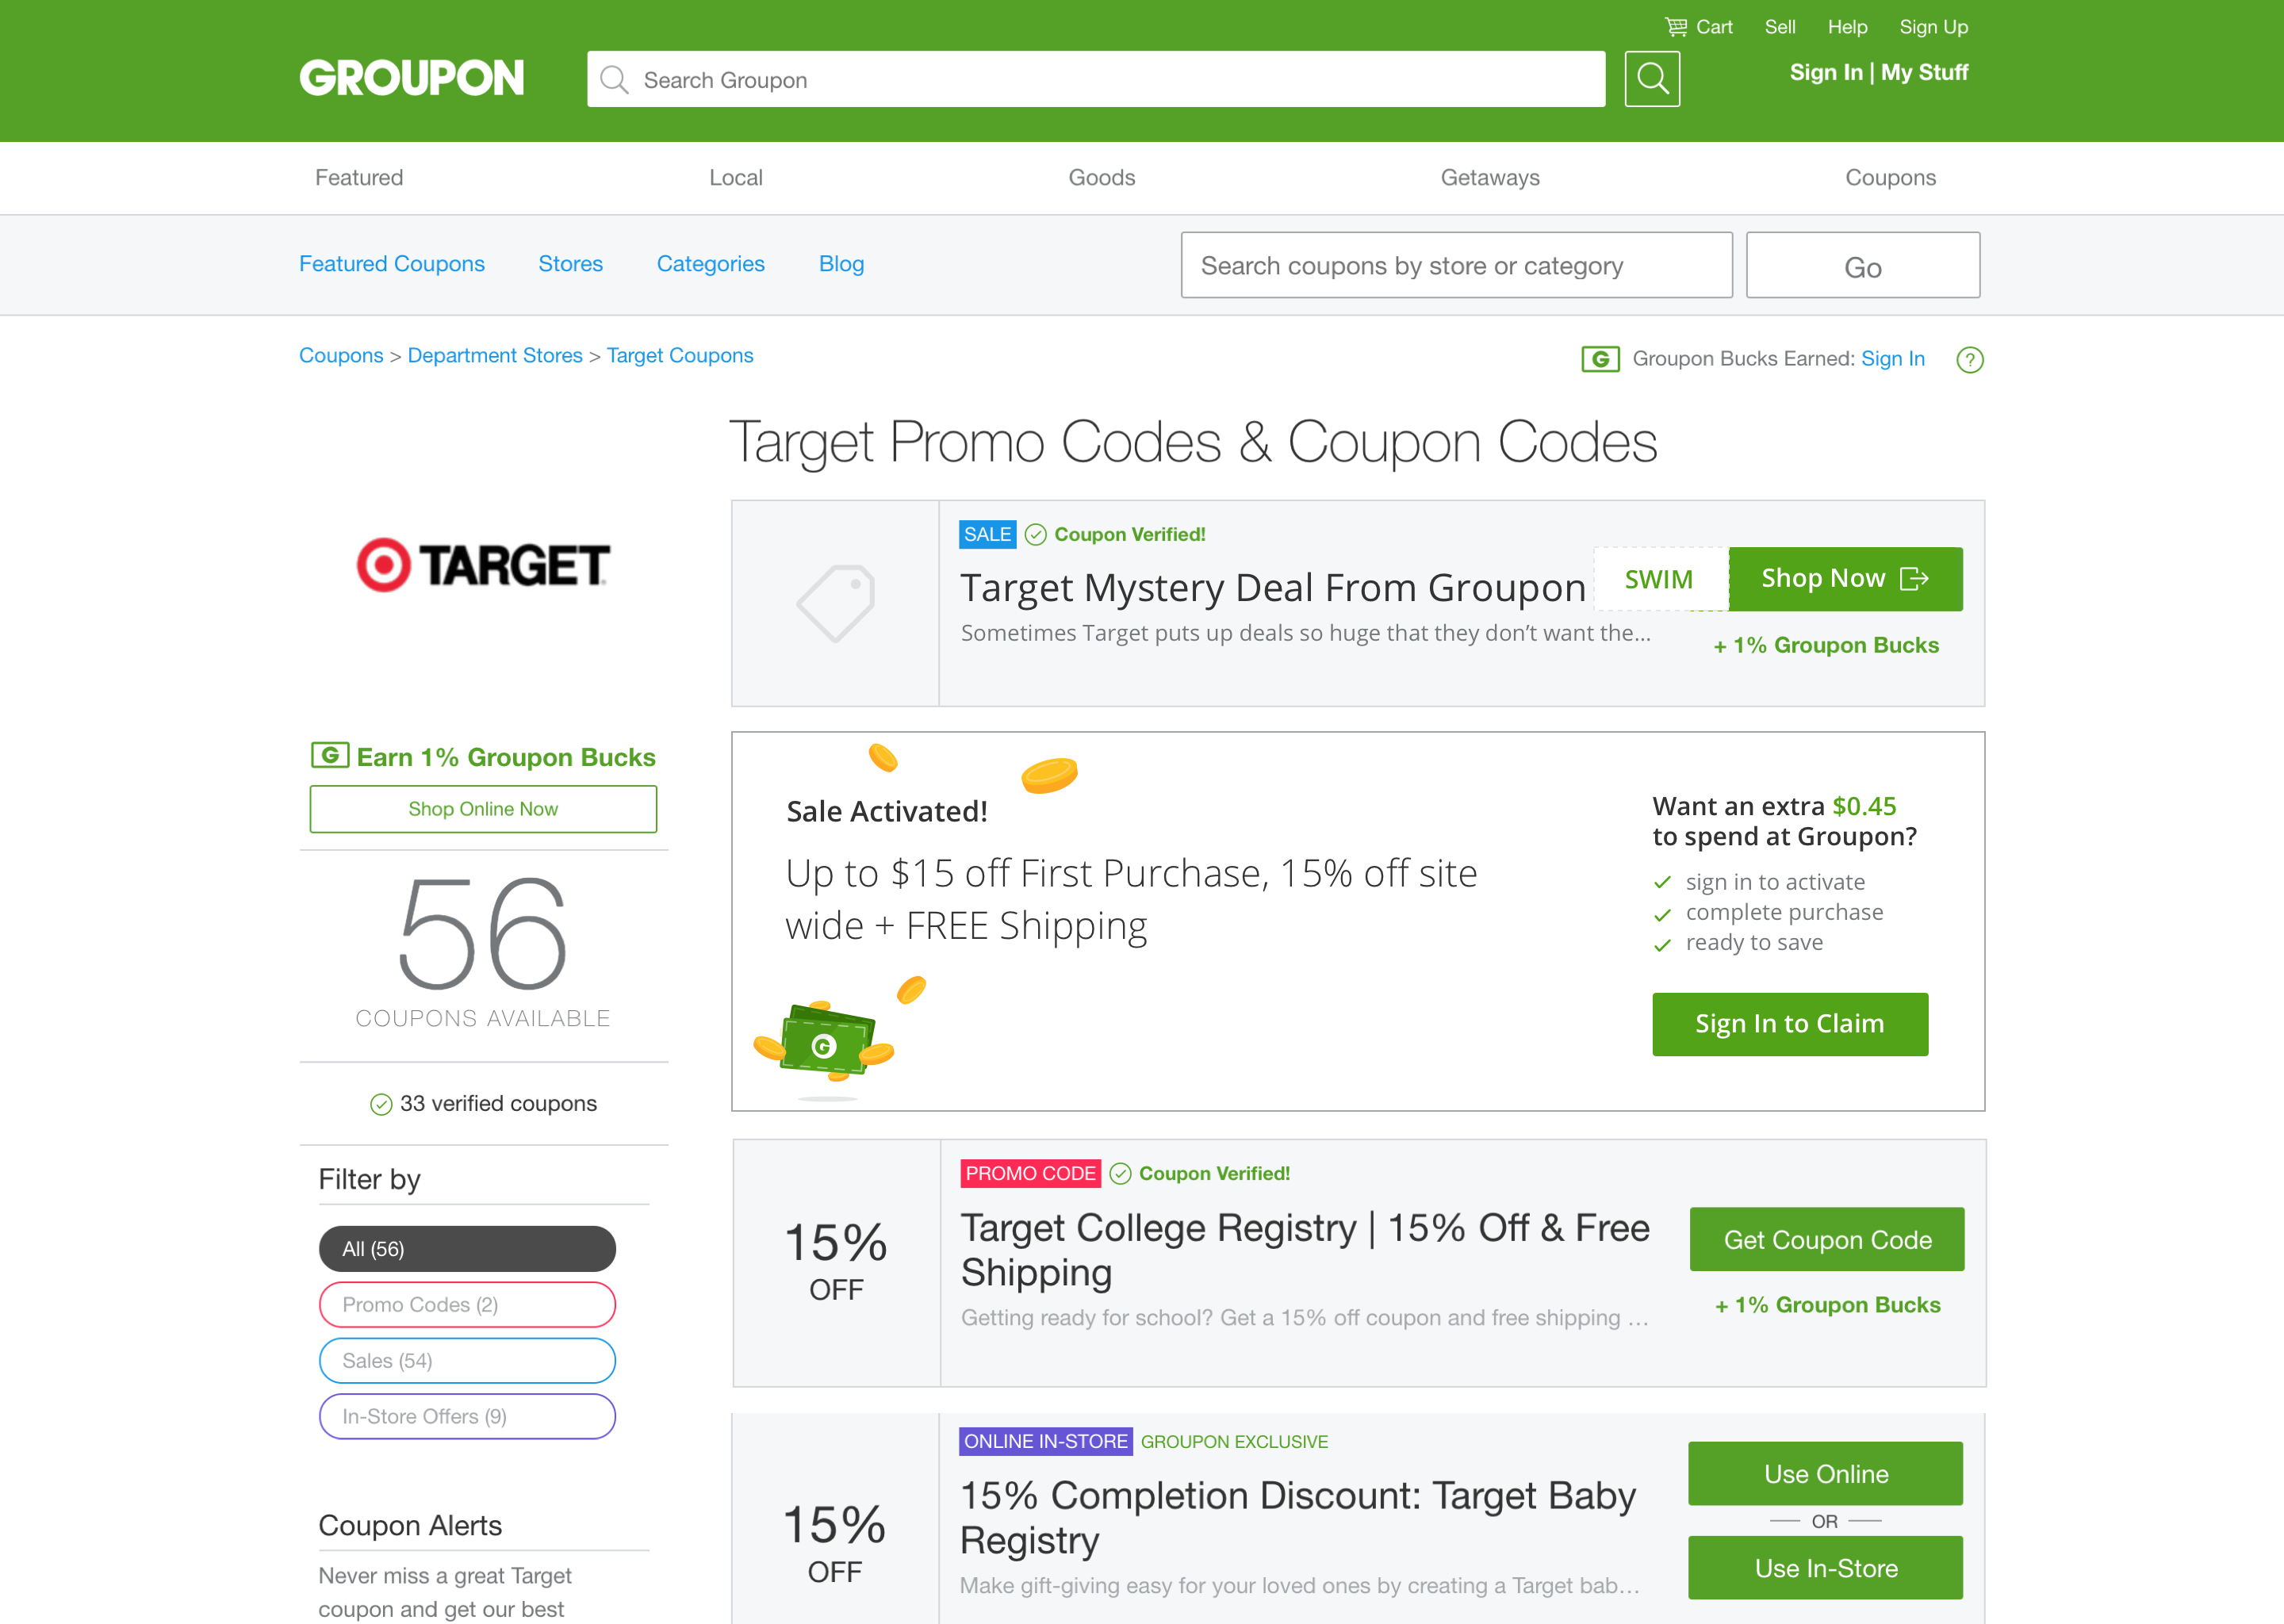 Cart Sell Help Sign Up
GROUPON
Search Groupon
Sign In | My Stuff
Featured Local Goods Getaways Coupons
Featured Coupons Stores Categories Blog
Search coupons by store or category
Go
Coupons > Department Stores > Target Coupons
G Groupon Bucks Earned: Sign In ?
Target Promo Codes & Coupon Codes
TARGET
G Earn 1% Groupon Bucks
Shop Online Now
56
COUPONS AVAILABLE
33 verified coupons
Filter by
All (56)
Promo Codes (2)
Sales (54)
In-Store Offers (9)
Coupon Alerts
Never miss a great Target
coupon and get our best
SALE Coupon Verified!
Target Mystery Deal From Groupon
Sometimes Target puts up deals so huge that they don't want the...
SWIM
Shop Now
+ 1% Groupon Bucks
Sale Activated!
Up to $15 off First Purchase, 15% off site
wide + FREE Shipping
G
Want an extra $0.45
to spend at Groupon?
sign in to activate
complete purchase
ready to save
Sign In to Claim
15%
OFF
PROMO CODE Coupon Verified!
Target College Registry | 15% Off & Free
Shipping
Getting ready for school? Get a 15% off coupon and free shipping ...
Get Coupon Code
+ 1% Groupon Bucks
15%
OFF
ONLINE IN-STORE GROUPON EXCLUSIVE
15% Completion Discount: Target Baby
Registry
Make gift-giving easy for your loved ones by creating a Target bab...
Use Online
OR
Use In-Store